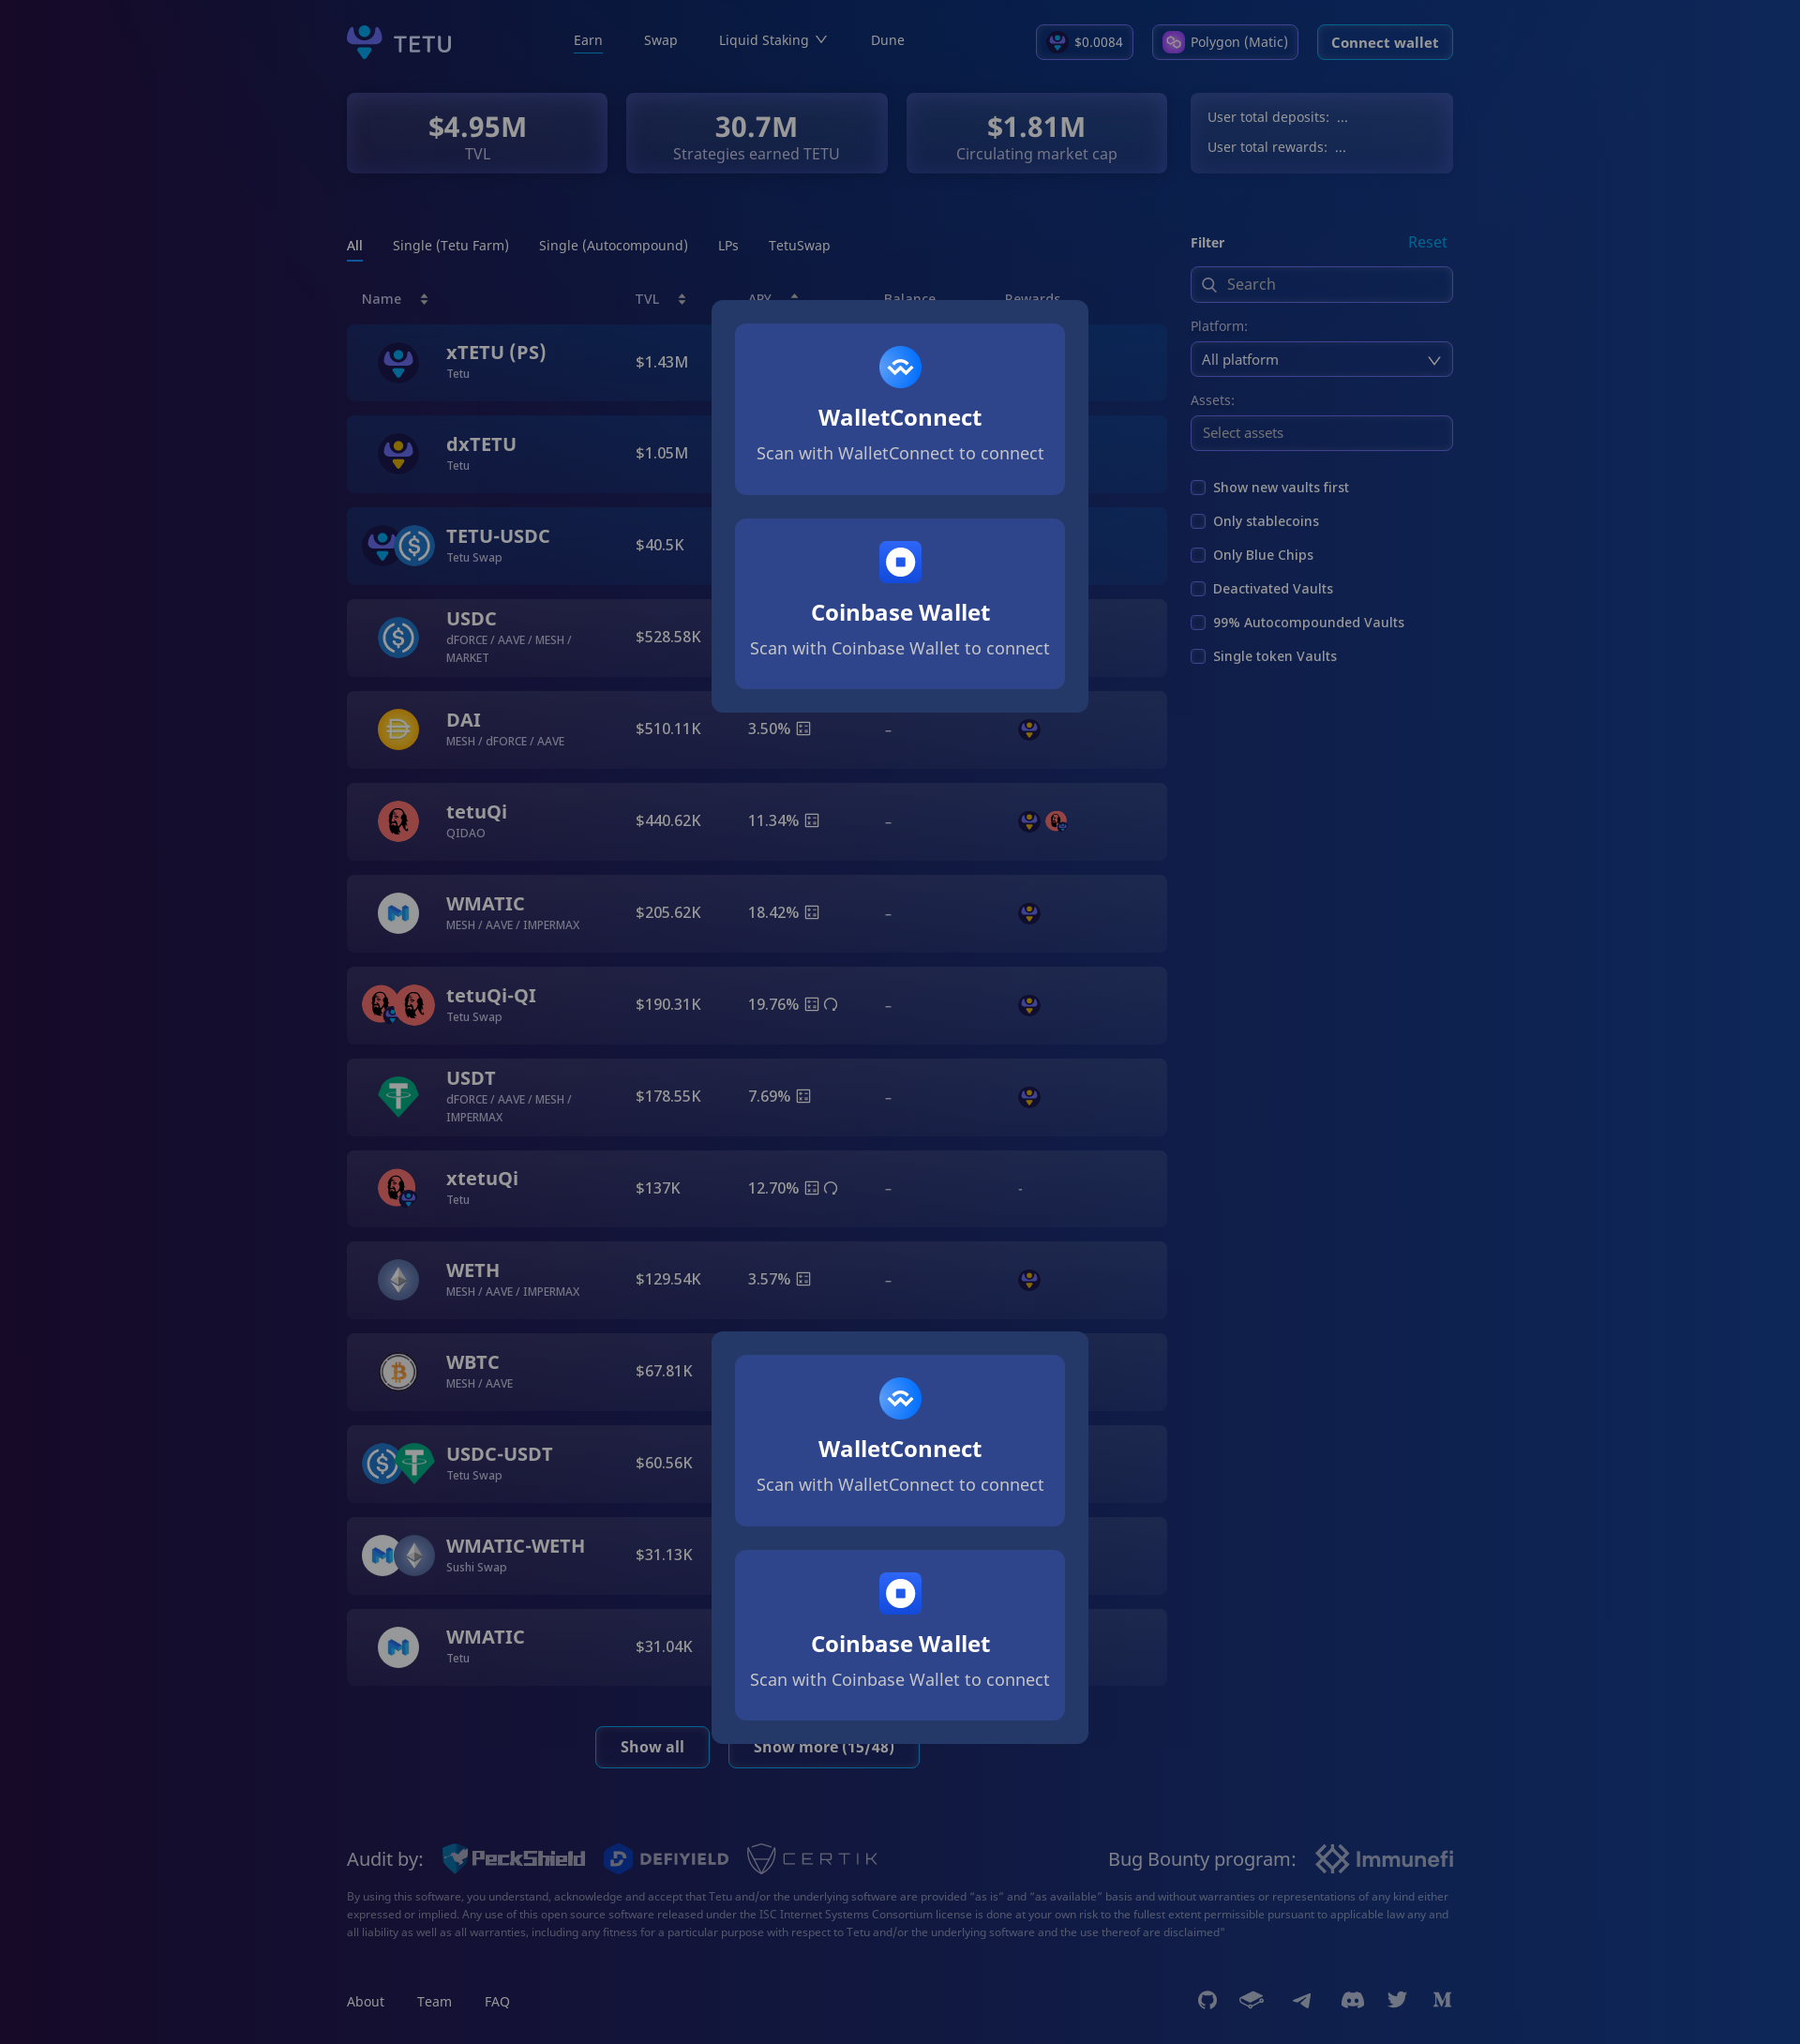 TETU
Earn
Swap
Liquid Staking
Dune
$0.0084
Polygon (Matic)
Connect wallet
$4.95M
TVL
30.7M
Strategies earned TETU
$1.81M
Circulating market cap
User total deposits: ...
User total rewards: ...
All
Single (Tetu Farm)
Single (Autocompound)
LPs
TetuSwap
Filter
Reset
Search
Platform:
All platform
Assets:
Select assets
Show new vaults first
Only stablecoins
Only Blue Chips
Deactivated Vaults
99% Autocompounded Vaults
Single token Vaults
Name
TVL
APY
Balance
Rewards
xTETU (PS)
Tetu
$1.43M
dxTETU
Tetu
$1.05M
TETU-USDC
Tetu Swap
$40.5K
USDC
dFORCE / AAVE / MESH /
MARKET
$528.58K
WalletConnect
Scan with WalletConnect to connect
Coinbase Wallet
Scan with Coinbase Wallet to connect
DAI
MESH / dFORCE / AAVE
$510.11K
3.50%
–
tetuQi
QIDAO
$440.62K
11.34%
–
WMATIC
MESH / AAVE / IMPERMAX
$205.62K
18.42%
–
tetuQi-QI
Tetu Swap
$190.31K
19.76%
–
USDT
dFORCE / AAVE / MESH /
IMPERMAX
$178.55K
7.69%
–
xtetuQi
Tetu
$137K
12.70%
–
-
WETH
MESH / AAVE / IMPERMAX
$129.54K
3.57%
–
WBTC
MESH / AAVE
$67.81K
USDC-USDT
Tetu Swap
$60.56K
WMATIC-WETH
Sushi Swap
$31.13K
WMATIC
Tetu
$31.04K
WalletConnect
Scan with WalletConnect to connect
Coinbase Wallet
Scan with Coinbase Wallet to connect
Show all
Show more (15/48)
Audit by:
PeckShield
DEFIYIELD
CERTIK
Bug Bounty program:
Immunefi
By using this software, you understand, acknowledge and accept that Tetu and/or the underlying software are provided “as is” and “as available” basis and without warranties or representations of any kind either
expressed or implied. Any use of this open source software released under the ISC Internet Systems Consortium license is done at your own risk to the fullest extent permissible pursuant to applicable law any and
all liability as well as all warranties, including any fitness for a particular purpose with respect to Tetu and/or the underlying software and the use thereof are disclaimed"
About
Team
FAQ